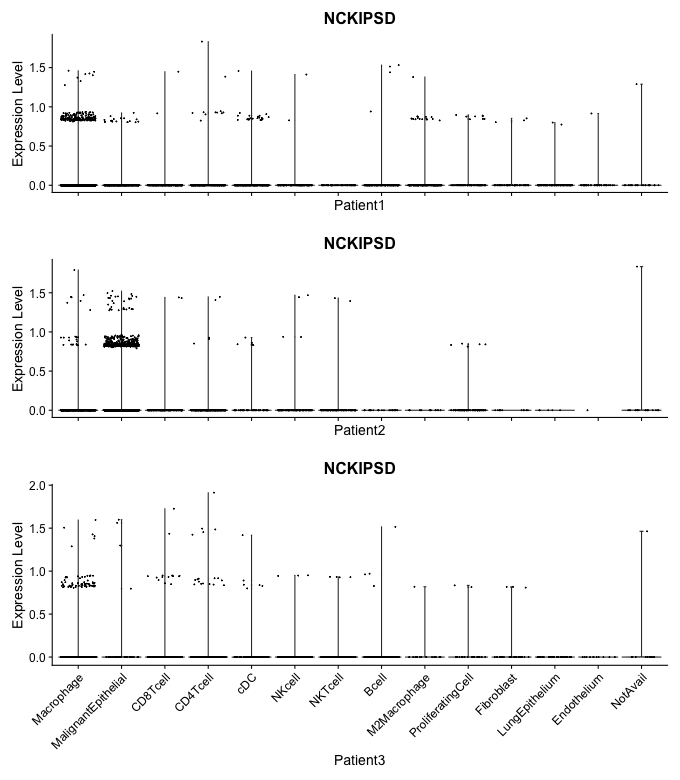 NCKIPSD
Expression Level
1.5
1.0
0.5
0.0
Patient1
NCKIPSD
Expression Level
1.5
1.0
0.5
0.0
Patient2
NCKIPSD
Expression Level
2.0
1.5
1.0
0.5
0.0
Macrophage
MalignantEpithelial
CD8Tcell
CD4Tcell
cDC
NKcell
NKTcell
Bcell
M2Macrophage
ProliferatingCell
Fibroblast
LungEpithelium
Endothelium
NotAvail
Patient3